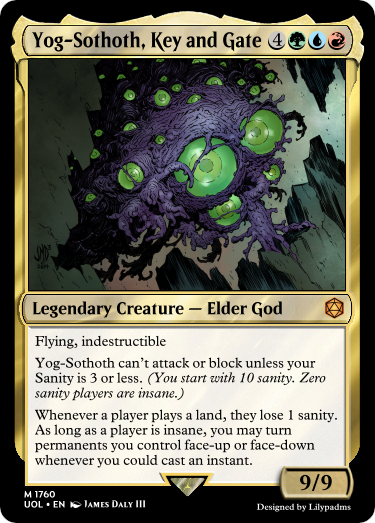 Yog-Sothoth, Key and Gate 4
Legendary Creature — Elder God
Flying, indestructible
Yog-Sothoth can't attack or block unless your
Sanity is 3 or less. (You start with 10 sanity. Zero
sanity players are insane.)
Whenever a player plays a land, they lose 1 sanity.
As long as a player is insane, you may turn
permanents you control face-up or face-down
whenever you could cast an instant.
9/9
M 1760
UOL • EN James Daly III
Designed by Lilypadms